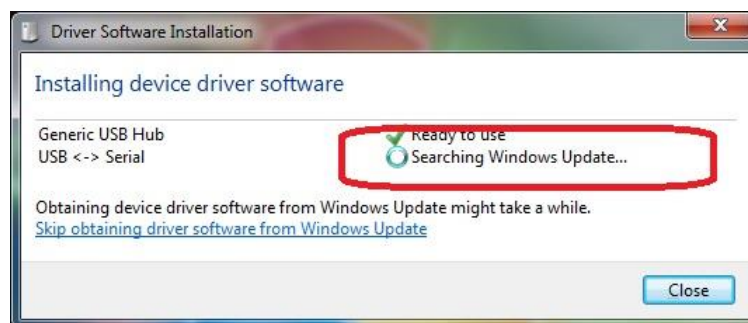 Driver Software Installation
Installing device driver software
Generic USB Hub Ready to use
USB <-> Serial Searching Windows Update...
Obtaining device driver software from Windows Update might take a while.
Skip obtaining driver software from Windows Update
Close